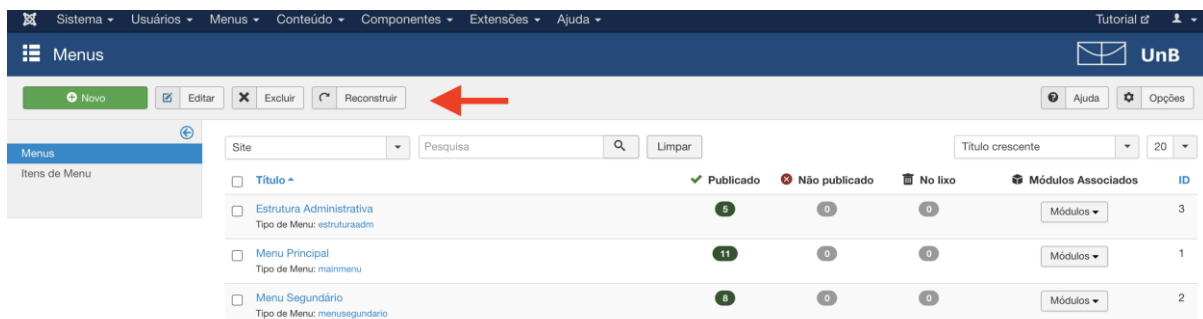 Sistema Usuários Menus Conteúdo Componentes Extensões Ajuda Tutorial
Menus UnB
Novo Editar Excluir Reconstruir Ajuda Opções
Site Pesquisa Limpar Título crescente 20
Menus
Itens de Menu
Título Publicado Não publicado No lixo Módulos Associados ID
Estrutura Administrativa 5 0 0 Módulos 3
Tipo de Menu: estruturaadm
Menu Principal 11 0 0 Módulos 1
Tipo de Menu: mainmenu
Menu Segundário 8 0 0 Módulos 2
Tipo de Menu: menusegundario